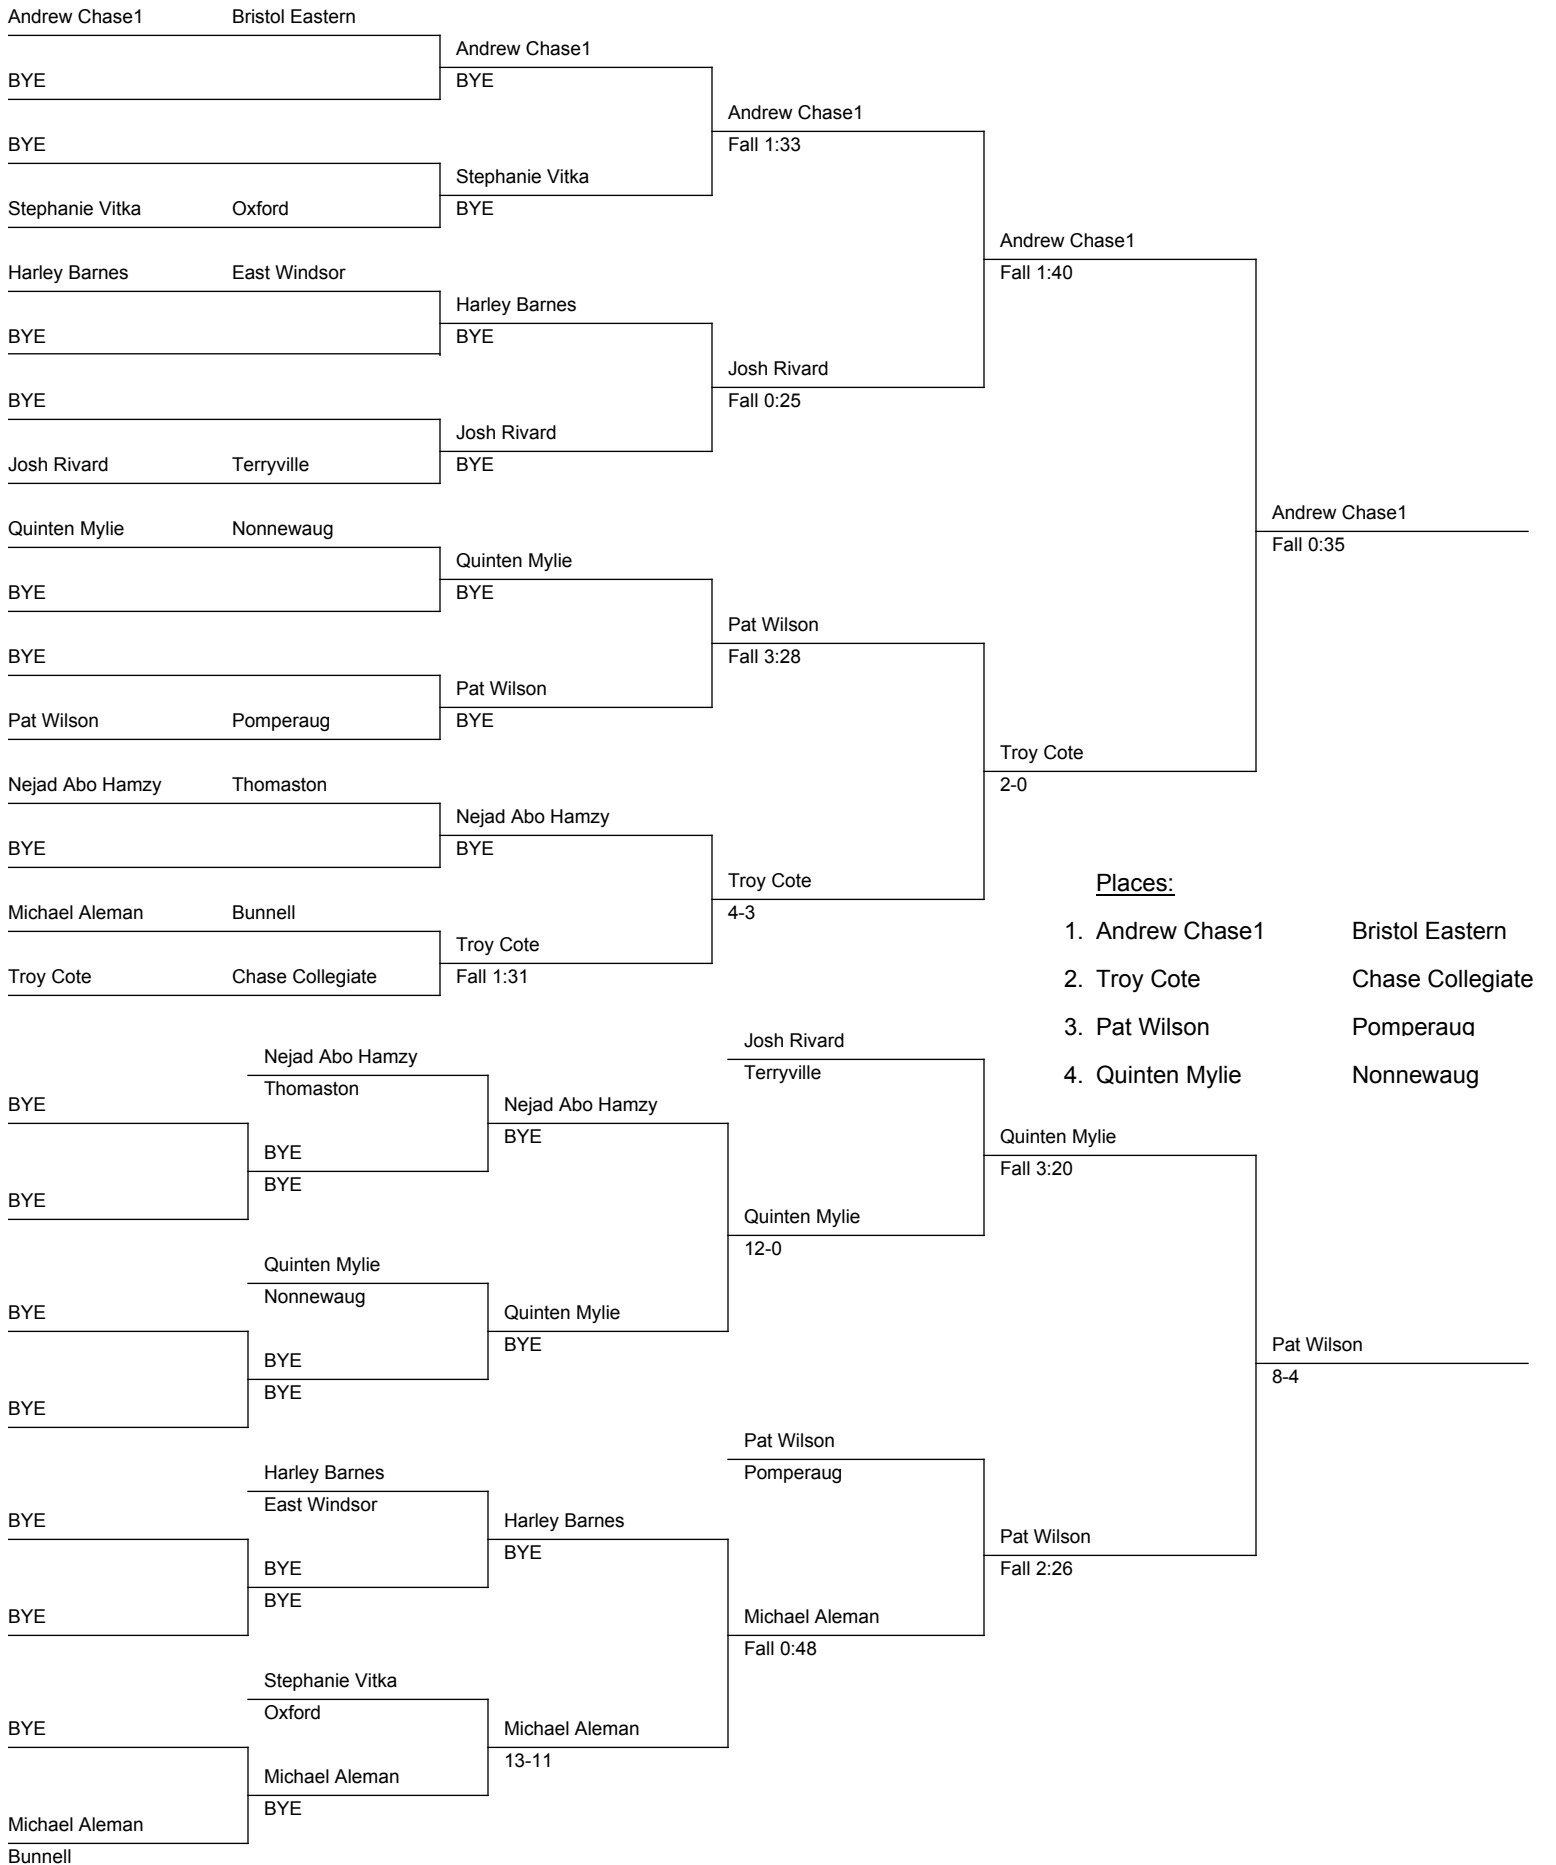 Andrew Chase1 Bristol Eastern
Andrew Chase1
BYE
BYE
Andrew Chase1
BYE
Fall 1:33
Stephanie Vitka
Stephanie Vitka Oxford
BYE
Andrew Chase1
Harley Barnes East Windsor
Fall 1:40
Harley Barnes
BYE
BYE
Josh Rivard
BYE
Fall 0:25
Josh Rivard
Josh Rivard Terryville
BYE
Andrew Chase1
Quinten Mylie Nonnewaug
Fall 0:35
Quinten Mylie
BYE
BYE
Pat Wilson
BYE
Fall 3:28
Pat Wilson
Pat Wilson Pomperaug
BYE
Troy Cote
Nejad Abo Hamzy Thomaston
2-0
Nejad Abo Hamzy
BYE
BYE
Troy Cote
Places:
Michael Aleman Bunnell
4-3
1. Andrew Chase1 Bristol Eastern
Troy Cote
Troy Cote Chase Collegiate
Fall 1:31
2. Troy Cote Chase Collegiate
3. Pat Wilson Pomperaug
Josh Rivard
Nejad Abo Hamzy
Terryville
4. Quinten Mylie Nonnewaug
Thomaston
BYE
Nejad Abo Hamzy
BYE
Quinten Mylie
BYE
Fall 3:20
BYE
BYE
Quinten Mylie
12-0
Quinten Mylie
Nonnewaug
BYE
Quinten Mylie
BYE
Pat Wilson
BYE
8-4
BYE
BYE
Pat Wilson
Harley Barnes
Pomperaug
East Windsor
BYE
Harley Barnes
BYE
Pat Wilson
BYE
Fall 2:26
BYE
BYE
Michael Aleman
Fall 0:48
Stephanie Vitka
Oxford
BYE
Michael Aleman
13-11
Michael Aleman
BYE
Michael Aleman
Bunnell